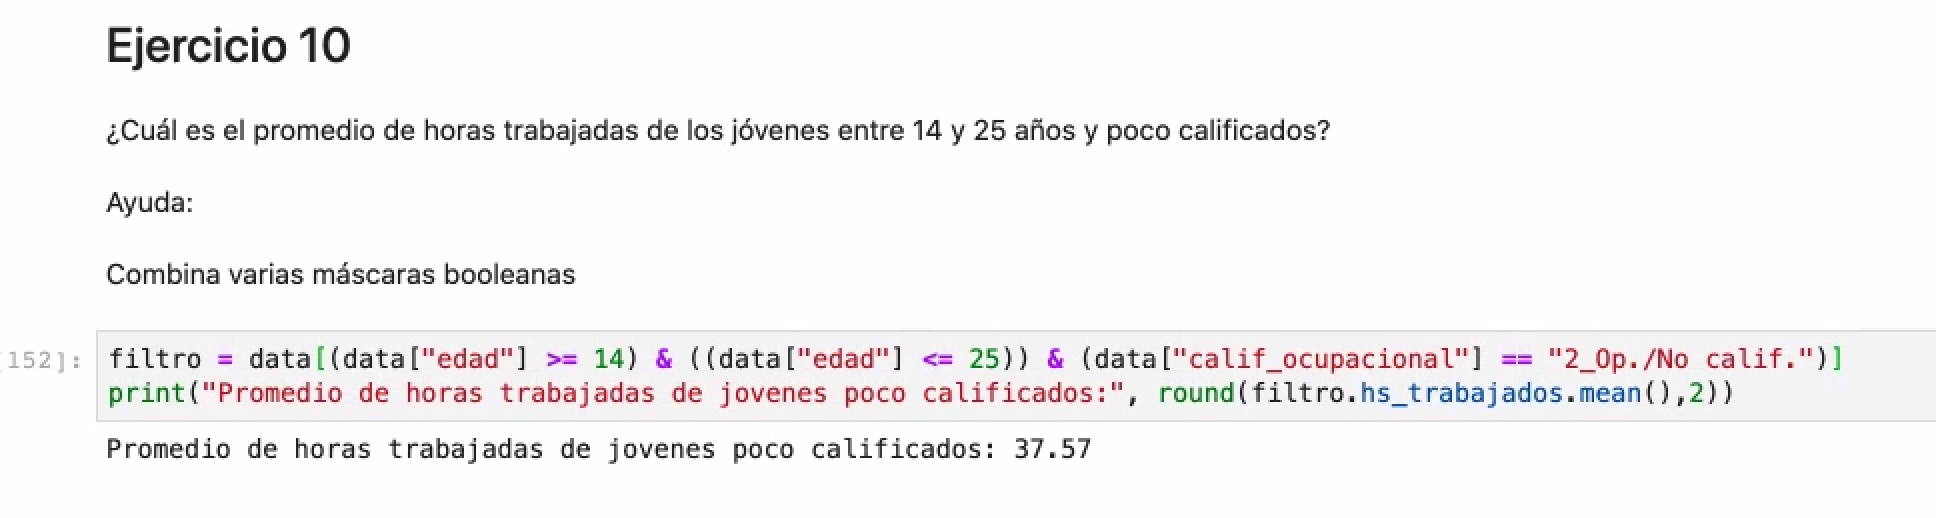 Ejercicio 10
¿Cuál es el promedio de horas trabajadas de los jóvenes entre 14 y 25 años y poco calificados?
Ayuda:
Combina varias máscaras booleanas
[152]: filtro = data[(data["edad"] >= 14) & ((data["edad"] <= 25)) & (data["calif_ocupacional"] == "2_Op./No calif.")]
print("Promedio de horas trabajadas de jovenes poco calificados:", round(filtro.hs_trabajados.mean(),2))
Promedio de horas trabajadas de jovenes poco calificados: 37.57